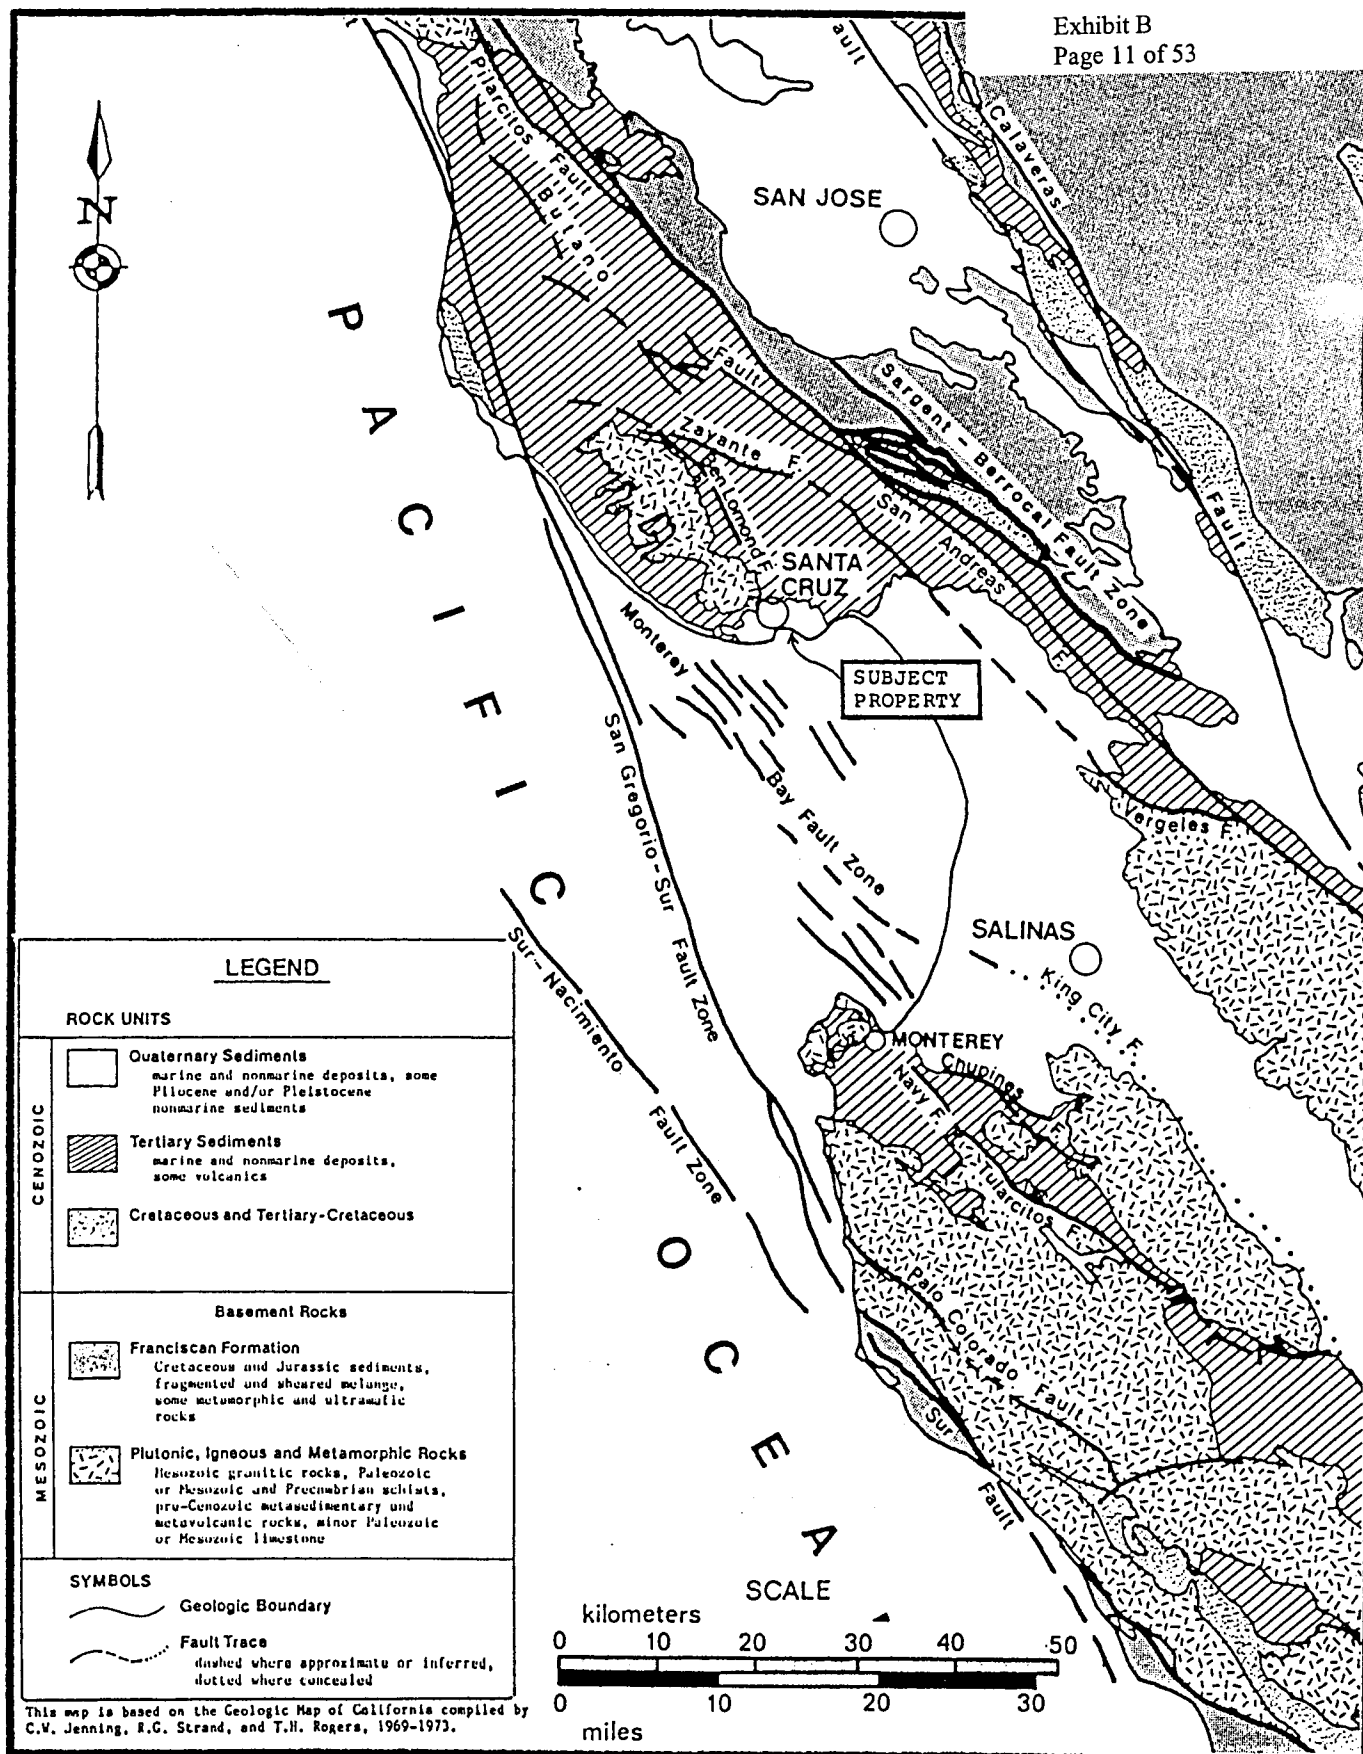 Exhibit B
Page 11 of 53
ault
Calaveras
Fault
Pilarcitos Fault
Butano
Fault
SAN JOSE
N
PACIFIC OCEAN
Sargent - Berrocal Fault Zone
Zayante F.
Ben Lomond F.
San Andreas F.
SANTA
CRUZ
SUBJECT
PROPERTY
Monterey Bay Fault Zone
San Gregorio - Sur Fault Zone
Sur - Nacimiento Fault Zone
Vergeles F.
SALINAS
King City F.
MONTEREY
Chupines F.
Navy F.
Tularcitos F.
Palo Colorado Fault
Sur Fault
LEGEND
ROCK UNITS
CENOZOIC
Quaternary Sediments
marine and nonmarine deposits, some
Pliocene and/or Pleistocene
nonmarine sediments
Tertiary Sediments
marine and nonmarine deposits,
some volcanics
Cretaceous and Tertiary-Cretaceous
MESOZOIC
Basement Rocks
Franciscan Formation
Cretaceous and Jurassic sediments,
fragmented and sheared melange,
some metamorphic and ultramafic
rocks
Plutonic, Igneous and Metamorphic Rocks
Mesozoic granitic rocks, Paleozoic
or Mesozoic and Precambrian schists,
pre-Cenozoic metasedimentary and
metavolcanic rocks, minor Paleozoic
or Mesozoic limestone
SYMBOLS
Geologic Boundary
Fault Trace
dashed where approximate or inferred,
dotted where concealed
This map is based on the Geologic Map of California compiled by
C.W. Jenning, R.G. Strand, and T.H. Rogers, 1969-1973.
SCALE
kilometers
0 10 20 30 40 50
0 10 20 30
miles